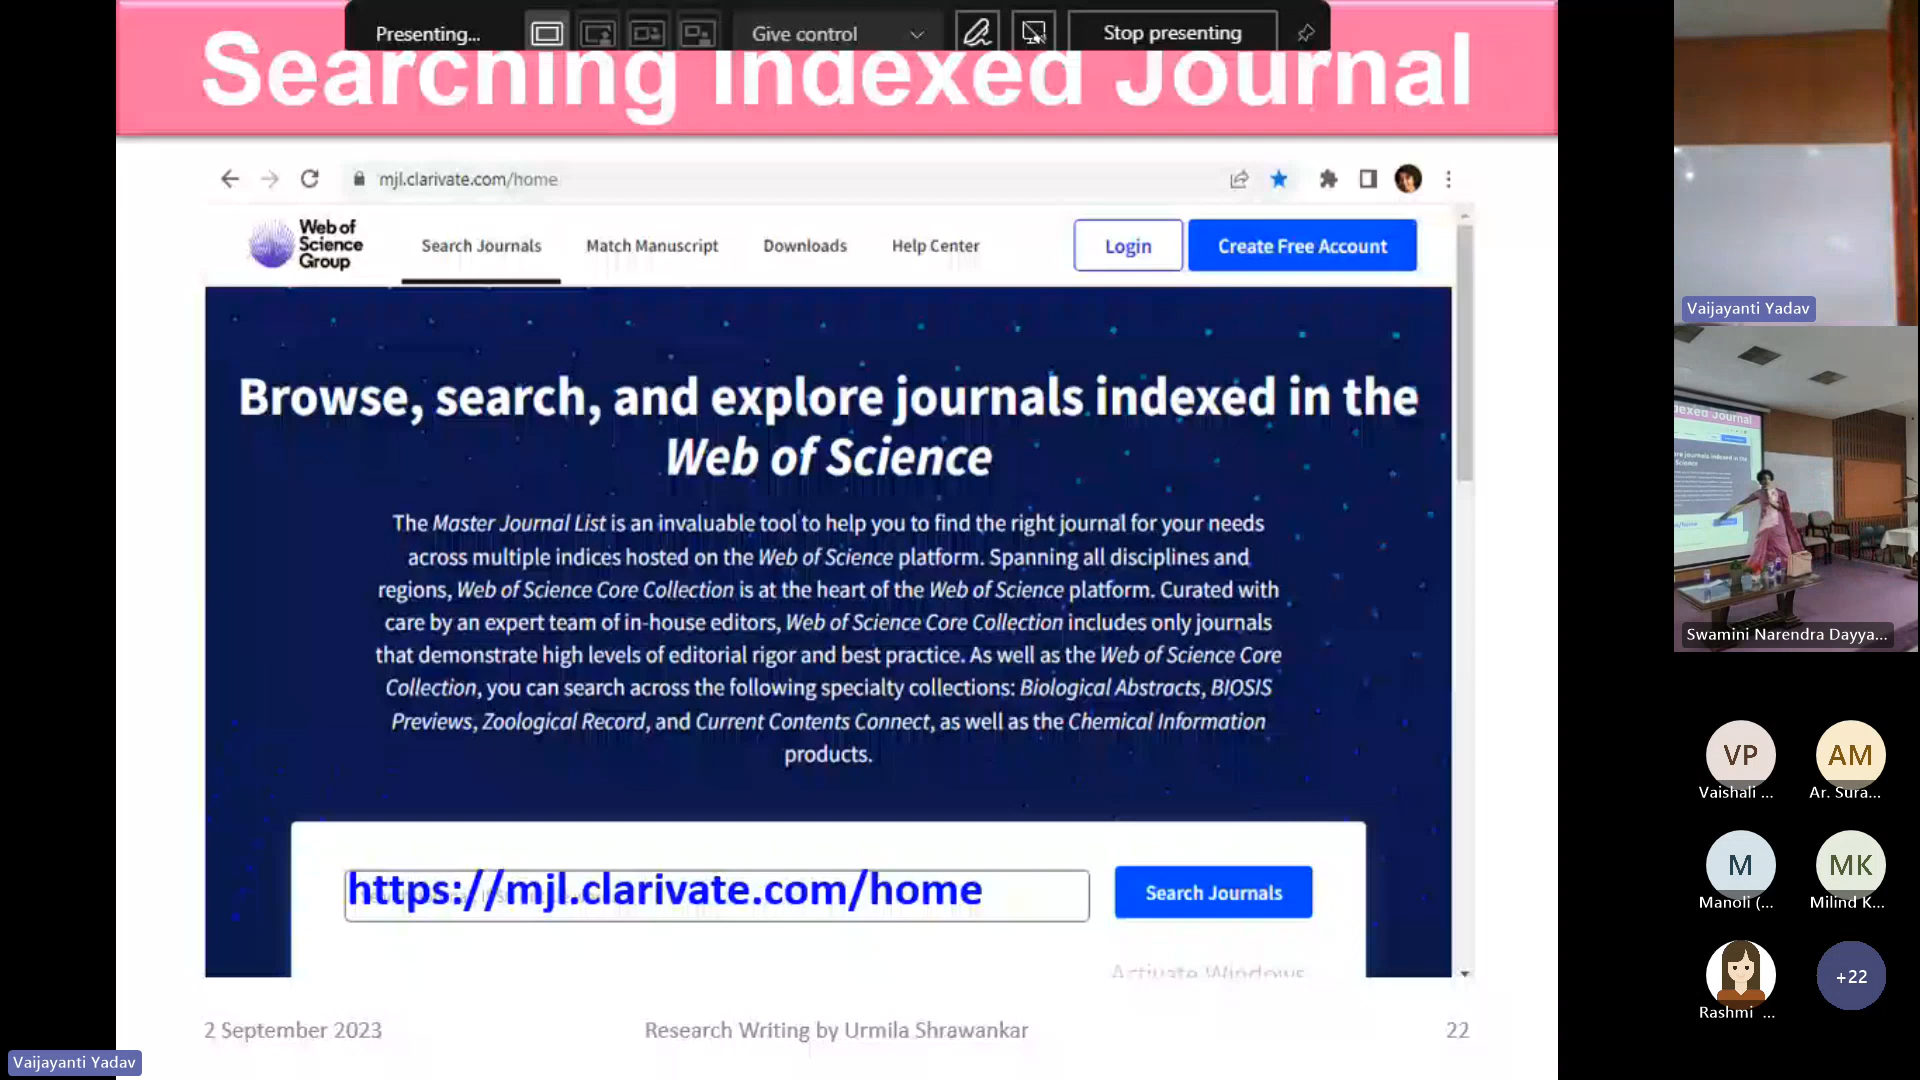 Presenting...
Give control
Stop presenting
Searching Indexed Journal
mjl.clarivate.com/home
Web of
Science
Group
Search Journals
Match Manuscript
Downloads
Help Center
Login
Create Free Account
Browse, search, and explore journals indexed in the
Web of Science
The Master Journal List is an invaluable tool to help you to find the right journal for your needs
across multiple indices hosted on the Web of Science platform. Spanning all disciplines and
regions, Web of Science Core Collection is at the heart of the Web of Science platform. Curated with
care by an expert team of in-house editors, Web of Science Core Collection includes only journals
that demonstrate high levels of editorial rigor and best practice. As well as the Web of Science Core
Collection, you can search across the following specialty collections: Biological Abstracts, BIOSIS
Previews, Zoological Record, and Current Contents Connect, as well as the Chemical Information
products.
https://mjl.clarivate.com/home
Search Journals
Activate Windows
2 September 2023
Research Writing by Urmila Shrawankar
22
Vaijayanti Yadav
Vaijayanti Yadav
Swamini Narendra Dayya...
VP
Vaishali ...
AM
Ar. Sura...
M
Manoli (...
MK
Milind K...
Rashmi ...
+22